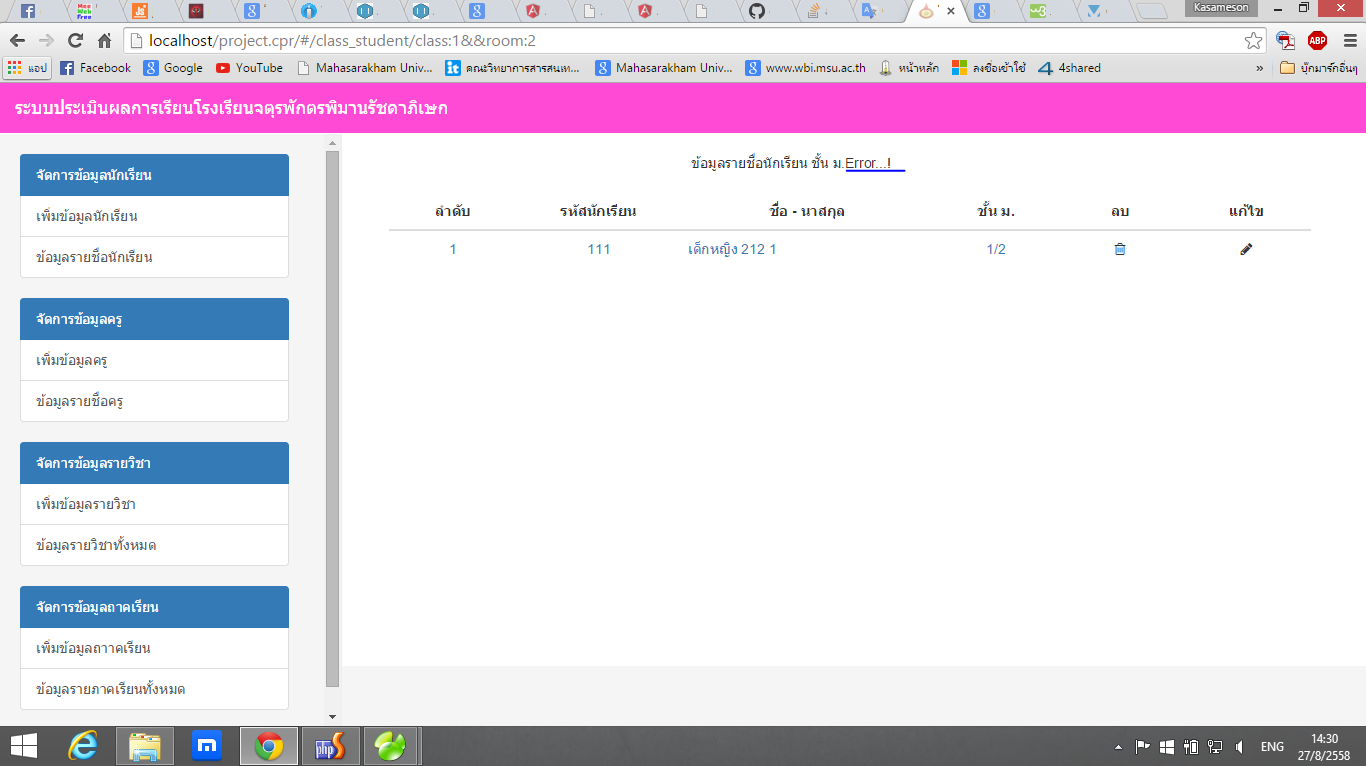 Kasameson
localhost/project.cpr/#/class_student/class:1&&room:2
แอป Facebook Google YouTube Mahasarakham Univ... คณะวิทยาการสารสนเท... Mahasarakham Univ... www.wbi.msu.ac.th หน้าหลัก ลงชื่อเข้าใช้ 4shared » บุ๊กมาร์กอื่นๆ
ระบบประเมินผลการเรียนโรงเรียนจตุรพักตรพิมานรัชดาภิเษก
จัดการข้อมูลนักเรียน
เพิ่มข้อมูลนักเรียน
ข้อมูลรายชื่อนักเรียน
จัดการข้อมูลครู
เพิ่มข้อมูลครู
ข้อมูลรายชื่อครู
จัดการข้อมูลรายวิชา
เพิ่มข้อมูลรายวิชา
ข้อมูลรายวิชาทั้งหมด
จัดการข้อมูลถาคเรียน
เพิ่มข้อมูลถาาคเรียน
ข้อมูลรายภาคเรียนทั้งหมด
ข้อมูลรายชื่อนักเรียน ชั้น ม.Error...!
ลำดับ รหัสนักเรียน ชื่อ - นาสกุล ชั้น ม. ลบ แก้ไข
1 111 เด็กหญิง 212 1 1/2
ENG
14:30
27/8/2558